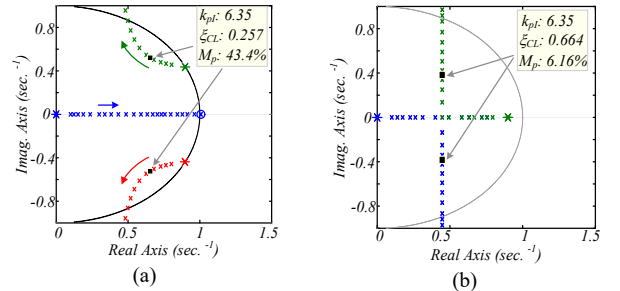 k_pI: 6.35
ξ_CL: 0.257
M_p: 43.4%
0.8
0.4
0
-0.4
-0.8
Imag. Axis (sec. ⁻¹)
0 0.5 1 1.5
Real Axis (sec. ⁻¹)
(a)
k_pI: 6.35
ξ_CL: 0.664
M_p: 6.16%
0.8
0.4
0
-0.4
-0.8
Imag. Axis (sec. ⁻¹)
0 0.5 1 1.5
Real Axis (sec. ⁻¹)
(b)